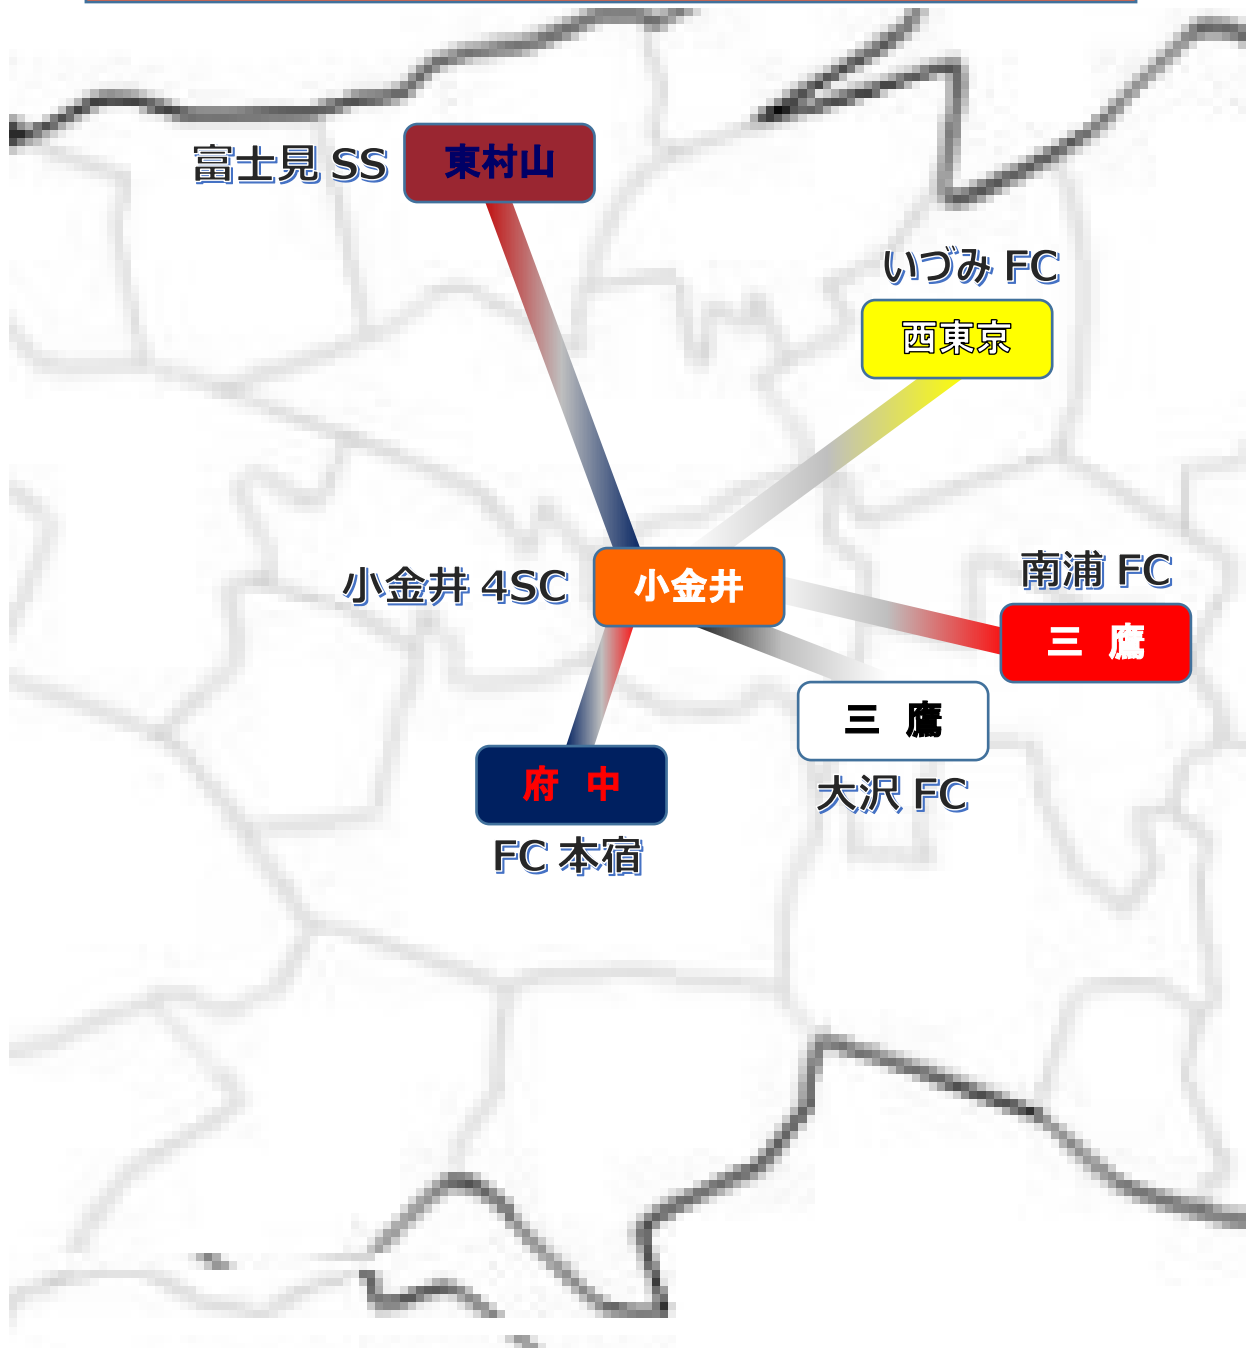 富士見 SS
東村山
いづみ FC
西東京
南浦 FC
小金井 4SC
小金井
三 鷹
三 鷹
大沢 FC
府 中
FC 本宿